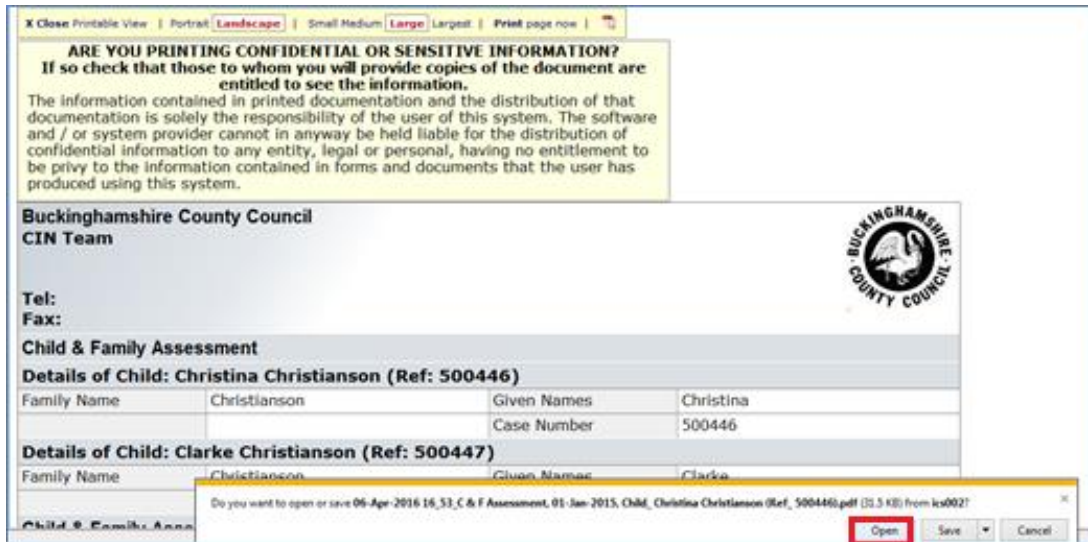 X Close Printable View | Portrait Landscape | Small Medium Large Largest | Print page now |
ARE YOU PRINTING CONFIDENTIAL OR SENSITIVE INFORMATION?
If so check that those to whom you will provide copies of the document are
entitled to see the information.
The information contained in printed documentation and the distribution of that
documentation is solely the responsibility of the user of this system. The software
and / or system provider cannot in anyway be held liable for the distribution of
confidential information to any entity, legal or personal, having no entitlement to
be privy to the information contained in forms and documents that the user has
produced using this system.
Buckinghamshire County Council
CIN Team
BUCKINGHAMSHIRE
COUNTY COUNCIL
Tel:
Fax:
Child & Family Assessment
Details of Child: Christina Christianson (Ref: 500446)
Family Name Christianson Given Names Christina
Case Number 500446
Details of Child: Clarke Christianson (Ref: 500447)
Family Name Christianson Given Names Clarke
Child & Family
Do you want to open or save 06-Apr-2016 16_53_C & F Assessment, 01-Jan-2015, Child_ Christina Christianson (Ref_ 500446).pdf (31.5 KB) from ics002?
Open Save Cancel